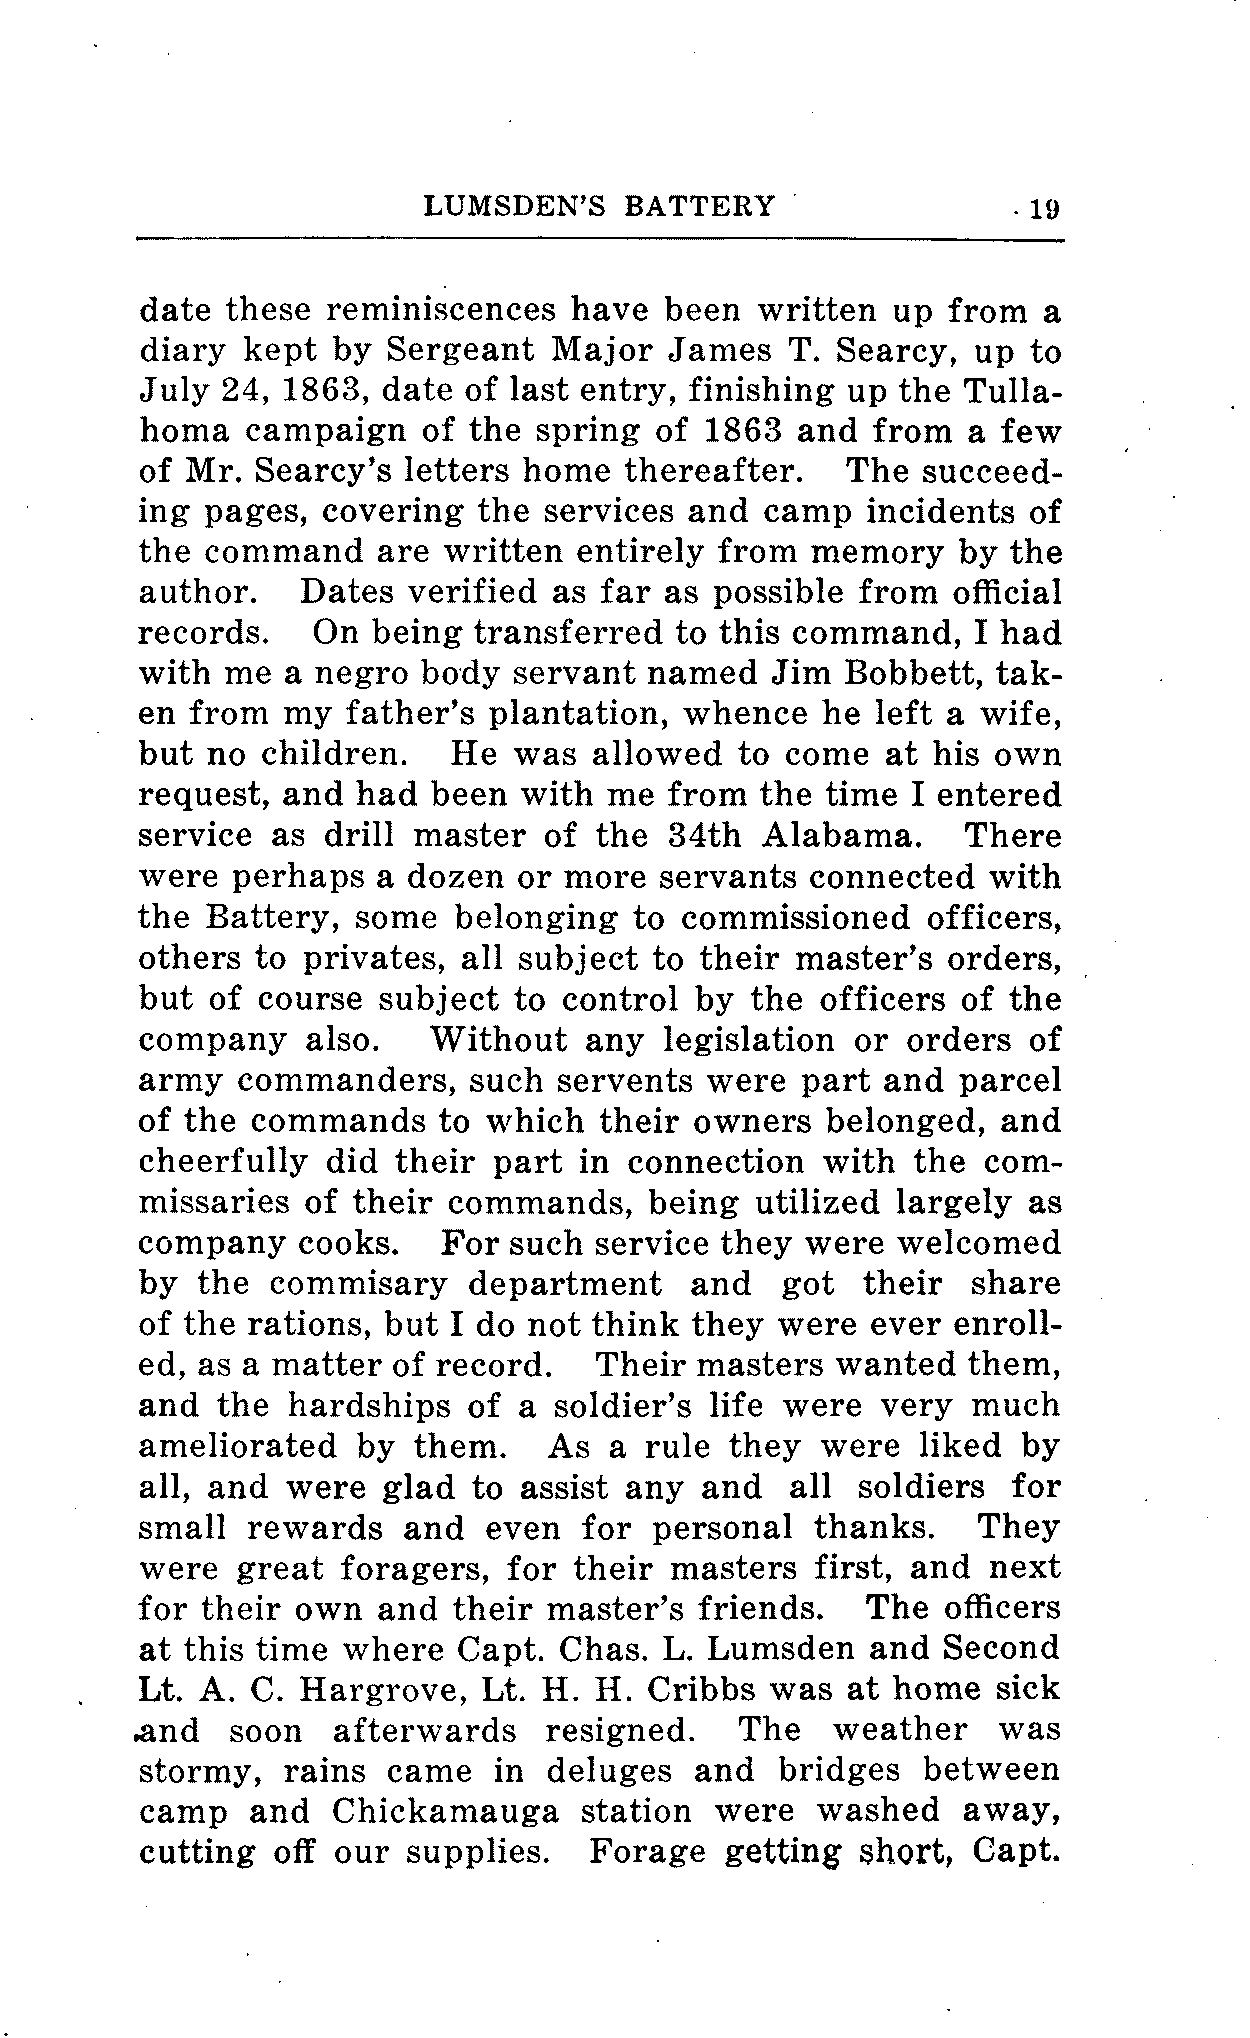 LUMSDEN'S BATTERY 19
date these reminiscences have been written up from a
diary kept by Sergeant Major James T. Searcy, up to
July 24, 1863, date of last entry, finishing up the Tulla-
homa campaign of the spring of 1863 and from a few
of Mr. Searcy's letters home thereafter. The succeed-
ing pages, covering the services and camp incidents of
the command are written entirely from memory by the
author. Dates verified as far as possible from official
records. On being transferred to this command, I had
with me a negro body servant named Jim Bobbett, tak-
en from my father's plantation, whence he left a wife,
but no children. He was allowed to come at his own
request, and had been with me from the time I entered
service as drill master of the 34th Alabama. There
were perhaps a dozen or more servants connected with
the Battery, some belonging to commissioned officers,
others to privates, all subject to their master's orders,
but of course subject to control by the officers of the
company also. Without any legislation or orders of
army commanders, such servents were part and parcel
of the commands to which their owners belonged, and
cheerfully did their part in connection with the com-
missaries of their commands, being utilized largely as
company cooks. For such service they were welcomed
by the commisary department and got their share
of the rations, but I do not think they were ever enroll-
ed, as a matter of record. Their masters wanted them,
and the hardships of a soldier's life were very much
ameliorated by them. As a rule they were liked by
all, and were glad to assist any and all soldiers for
small rewards and even for personal thanks. They
were great foragers, for their masters first, and next
for their own and their master's friends. The officers
at this time where Capt. Chas. L. Lumsden and Second
Lt. A. C. Hargrove, Lt. H. H. Cribbs was at home sick
and soon afterwards resigned. The weather was
stormy, rains came in deluges and bridges between
camp and Chickamauga station were washed away,
cutting off our supplies. Forage getting short, Capt.